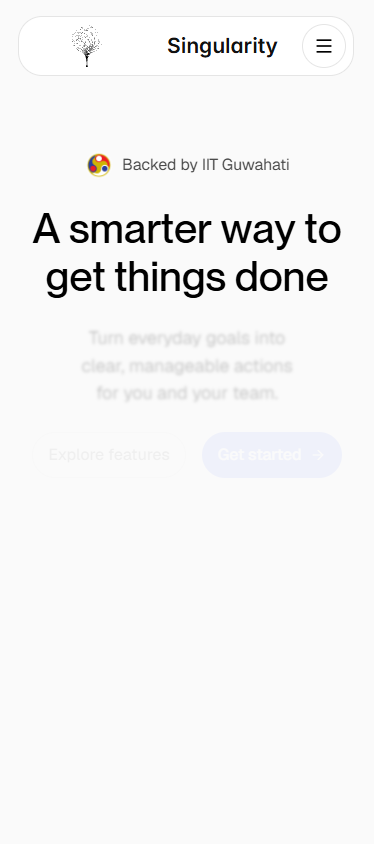 Singularity
Backed by IIT Guwahati
A smarter way to
get things done
Turn everyday goals into
clear, manageable actions
for you and your team.
Explore features
Get started →